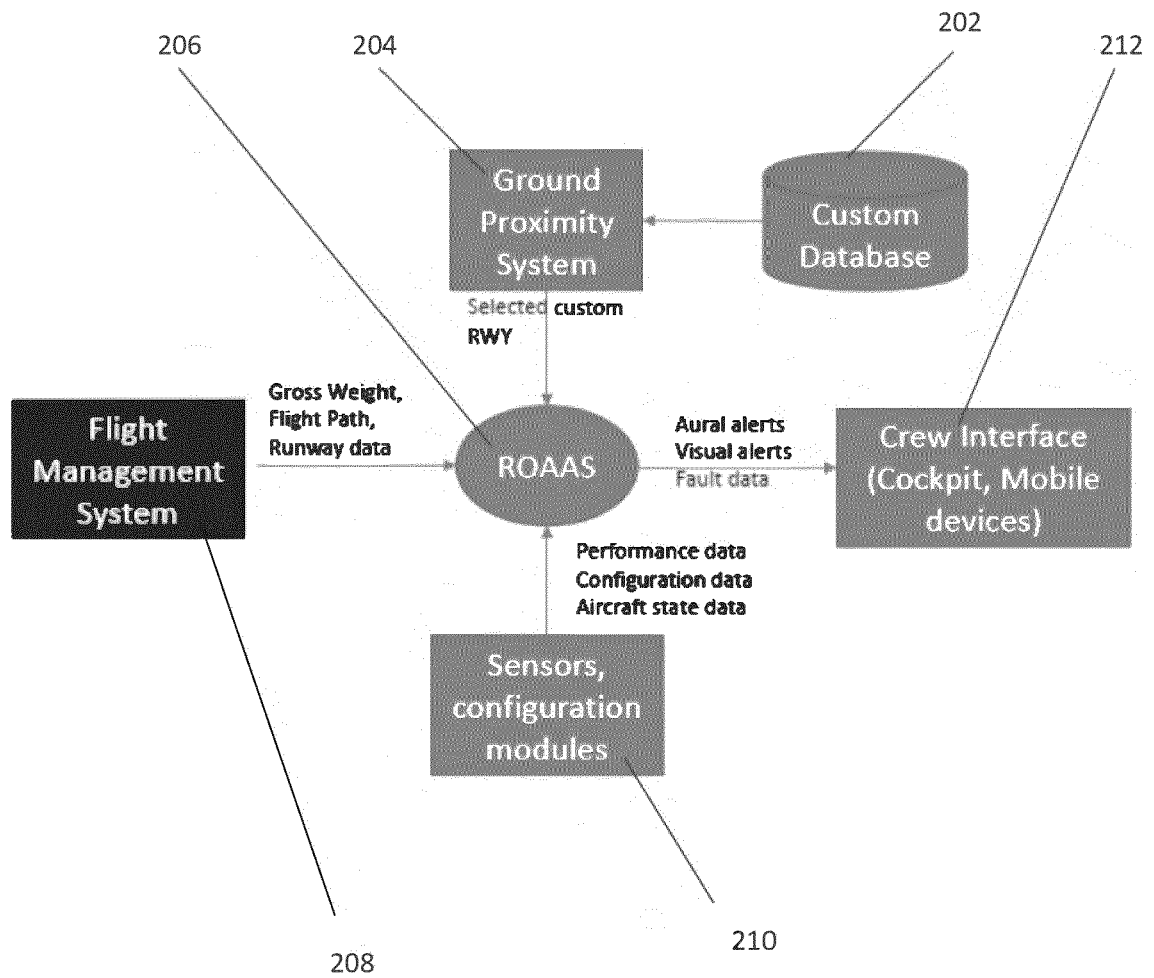 206
204
202
212
Ground
Proximity
System
Custom
Database
Selected custom
RWY
Gross Weight,
Flight Path,
Runway data
Flight
Management
System
ROAAS
Aural alerts
Visual alerts
Fault data
Crew Interface
(Cockpit, Mobile
devices)
Performance data
Configuration data
Aircraft state data
Sensors,
configuration
modules
208
210